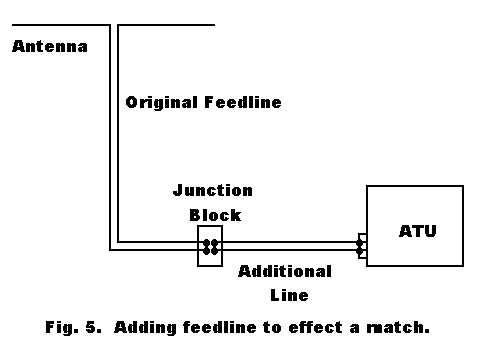 Antenna
Original Feedline
Junction
Block
ATU
Additional
Line
Fig. 5. Adding feedline to effect a match.